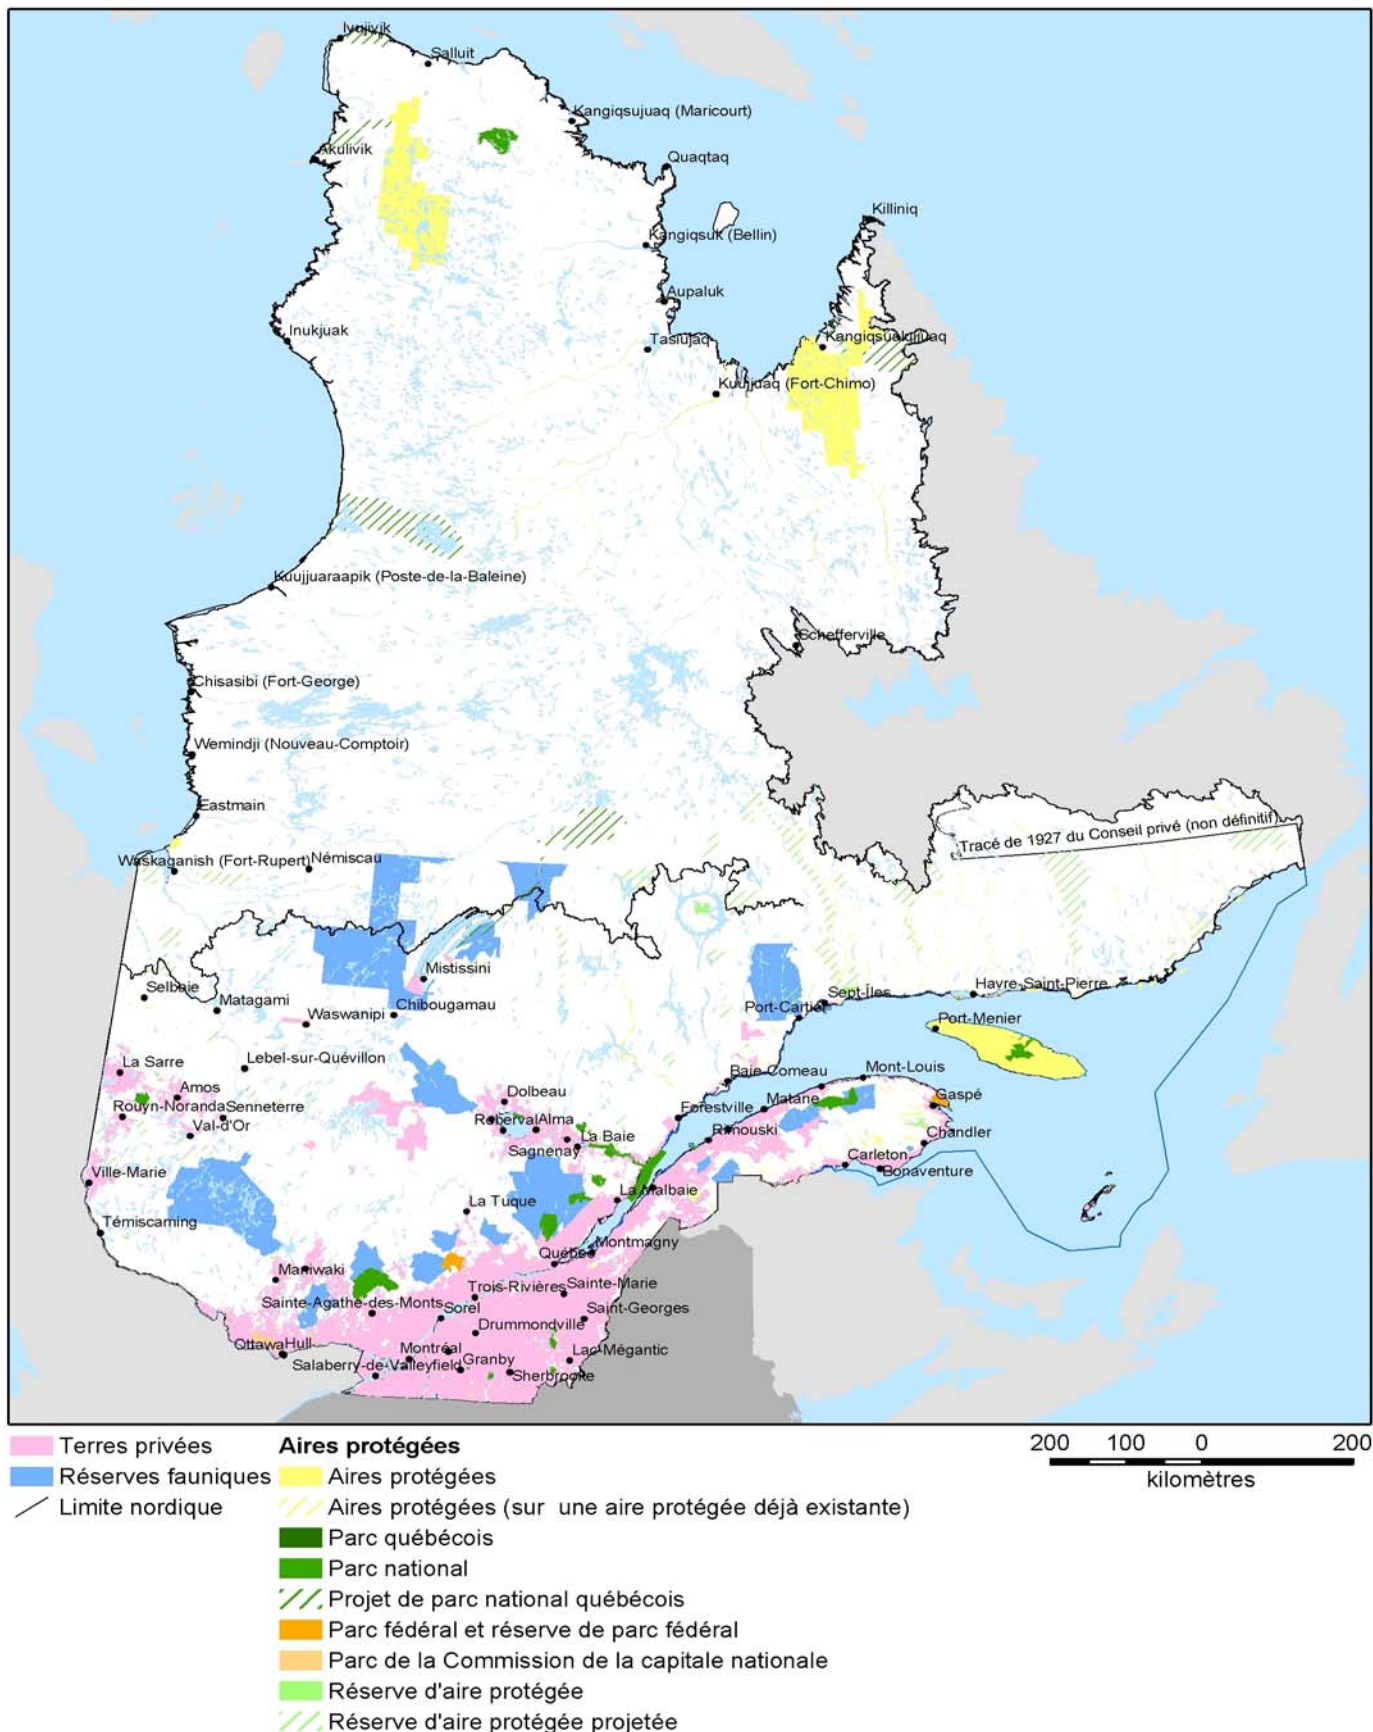 Ivujivik
Salluit
Kangiqsujuaq (Maricourt)
Akulivik
Quaqtaq
Killiniq
Kangiqsuk (Bellin)
Aupaluk
Inukjuak
Tasiujaq
Kangiqsualujjuaq
Kuujjuaq (Fort-Chimo)
Kuujjuaraapik (Poste-de-la-Baleine)
Schefferville
Chisasibi (Fort-George)
Wemindji (Nouveau-Comptoir)
Eastmain
Tracé de 1927 du Conseil privé (non définitif)
Waskaganish (Fort-Rupert)
Némiscau
Mistissini
Selbaie
Matagami
Chibougamau
Waswanipi
Port-Cartier
Sept-Îles
Havre-Saint-Pierre
Port-Menier
La Sarre
Lebel-sur-Quévillon
Baie-Comeau
Mont-Louis
Amos
Dolbeau
Matane
Gaspé
Rouyn-Noranda
Senneterre
Roberval
Alma
Forestville
Val-d'Or
La Baie
Rimouski
Chandler
Saguenay
Carleton
Bonaventure
Ville-Marie
La Tuque
La Malbaie
Témiscaming
Québec
Montmagny
Maniwaki
Trois-Rivières
Sainte-Marie
Sainte-Agathe-des-Monts
Sorel
Saint-Georges
Drummondville
Ottawa
Hull
Montréal
Lac-Mégantic
Salaberry-de-Valleyfield
Granby
Sherbrooke
Terres privées
Réserves fauniques
Limite nordique
Aires protégées
Aires protégées
Aires protégées (sur une aire protégée déjà existante)
Parc québécois
Parc national
Projet de parc national québécois
Parc fédéral et réserve de parc fédéral
Parc de la Commission de la capitale nationale
Réserve d'aire protégée
Réserve d'aire protégée projetée
200 100 0 200
kilomètres